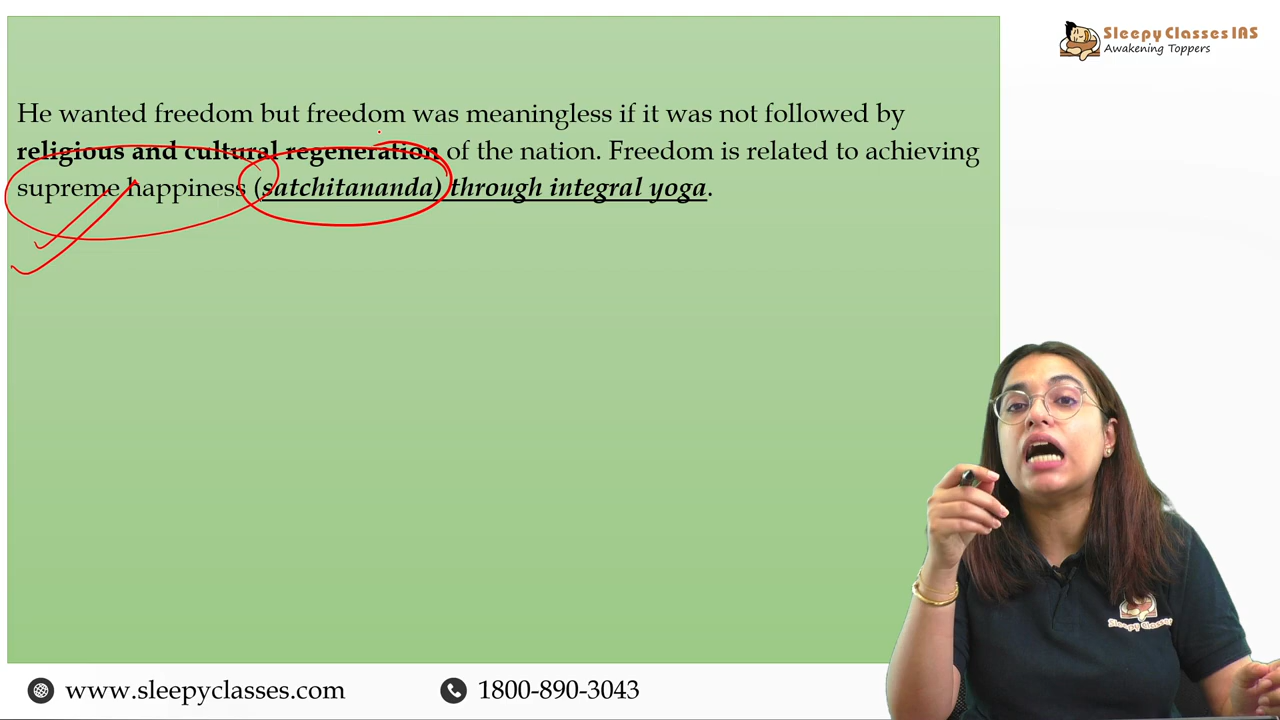 Sleepy Classes IAS
Awakening Toppers
He wanted freedom but freedom was meaningless if it was not followed by
religious and cultural regeneration of the nation. Freedom is related to achieving
supreme happiness (satchitananda) through integral yoga.
Sleepy Classes
www.sleepyclasses.com
1800-890-3043